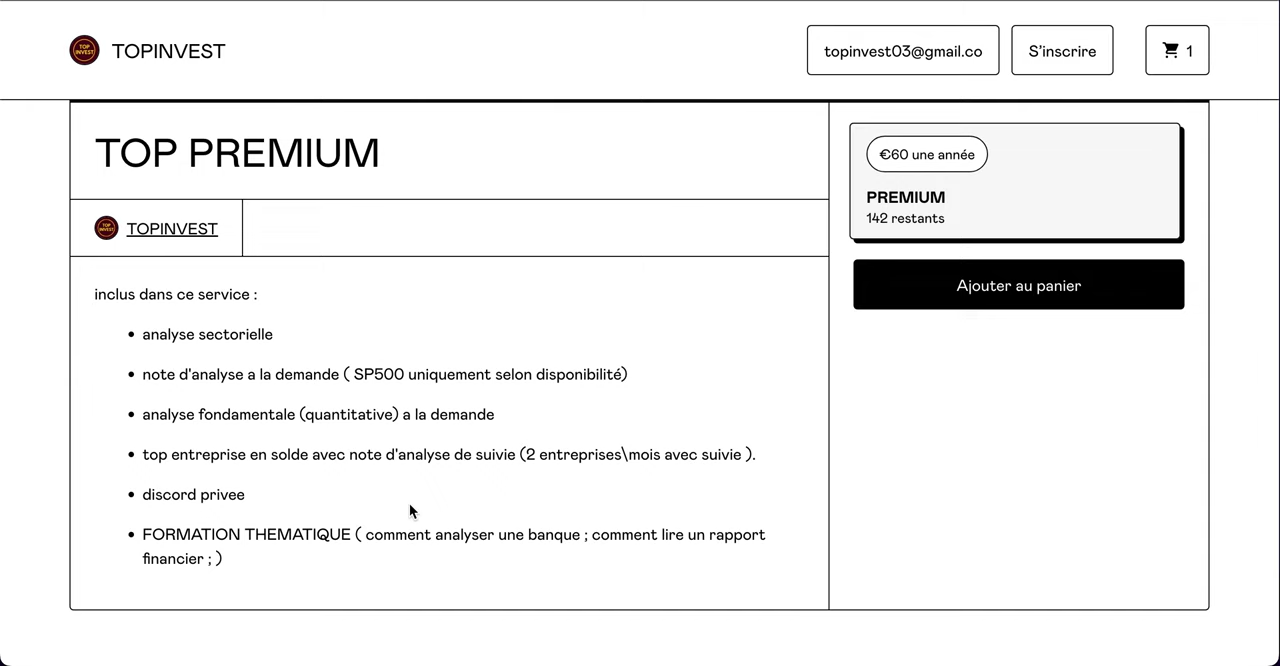 TOP INVEST
TOPINVEST
topinvest03@gmail.co
S'inscrire
1
TOP PREMIUM
TOP INVEST
TOPINVEST
inclus dans ce service :
• analyse sectorielle
• note d'analyse a la demande ( SP500 uniquement selon disponibilité)
• analyse fondamentale (quantitative) a la demande
• top entreprise en solde avec note d'analyse de suivie (2 entreprises\mois avec suivie ).
• discord privee
• FORMATION THEMATIQUE ( comment analyser une banque ; comment lire un rapport
financier ; )
€60 une année
PREMIUM
142 restants
Ajouter au panier